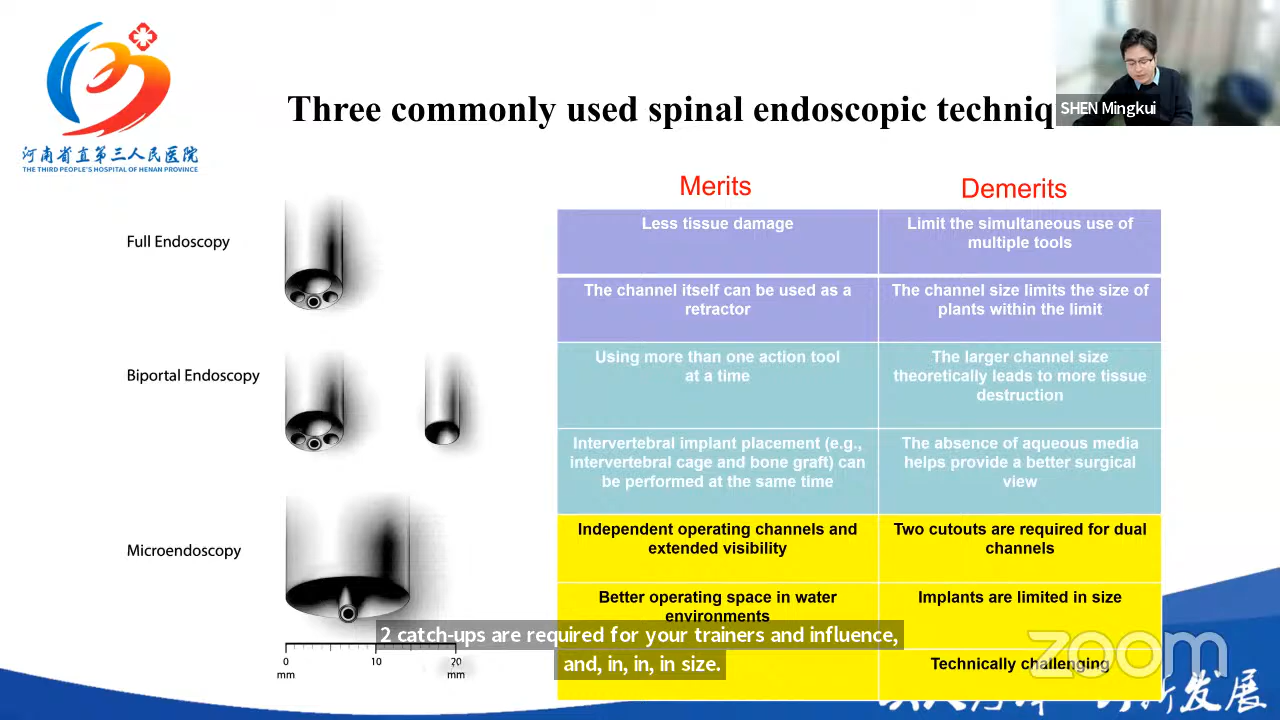 河南省直第三人民医院
THE THIRD PEOPLE'S HOSPITAL OF HENAN PROVINCE
Three commonly used spinal endoscopic techniq
SHEN Mingkui
Merits
Demerits
Full Endoscopy
Less tissue damage
Limit the simultaneous use of
multiple tools
The channel itself can be used as a
retractor
The channel size limits the size of
plants within the limit
Biportal Endoscopy
Using more than one action tool
at a time
The larger channel size
theoretically leads to more tissue
destruction
Intervertebral implant placement (e.g.,
intervertebral cage and bone graft) can
be performed at the same time
The absence of aqueous media
helps provide a better surgical
view
Microendoscopy
Independent operating channels and
extended visibility
Two cutouts are required for dual
channels
Better operating space in water
environments
Implants are limited in size
Technically challenging
0
mm
10
20
mm
2 catch-ups are required for your trainers and influence,
and, in, in, in size.
zoom
新发展